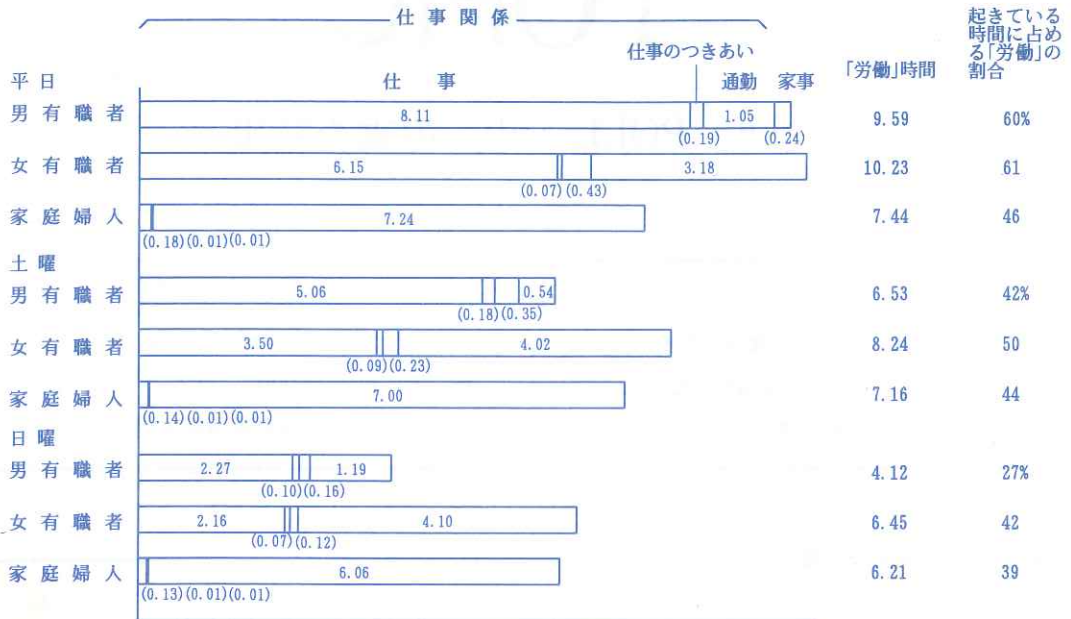 仕事関係
起きている
時間に占め
る「労働」の
割合
仕事のつきあい
「労働」時間
平日 仕事 通勤 家事
男有職者 8.11 1.05 9.59 60%
(0.19) (0.24)
女有職者 6.15 3.18 10.23 61
(0.07)(0.43)
家庭婦人 7.24 7.44 46
(0.18)(0.01)(0.01)
土曜
男有職者 5.06 0.54 6.53 42%
(0.18)(0.35)
女有職者 3.50 4.02 8.24 50
(0.09)(0.23)
家庭婦人 7.00 7.16 44
(0.14)(0.01)(0.01)
日曜
男有職者 2.27 1.19 4.12 27%
(0.10)(0.16)
女有職者 2.16 4.10 6.45 42
(0.07)(0.12)
家庭婦人 6.06 6.21 39
(0.13)(0.01)(0.01)